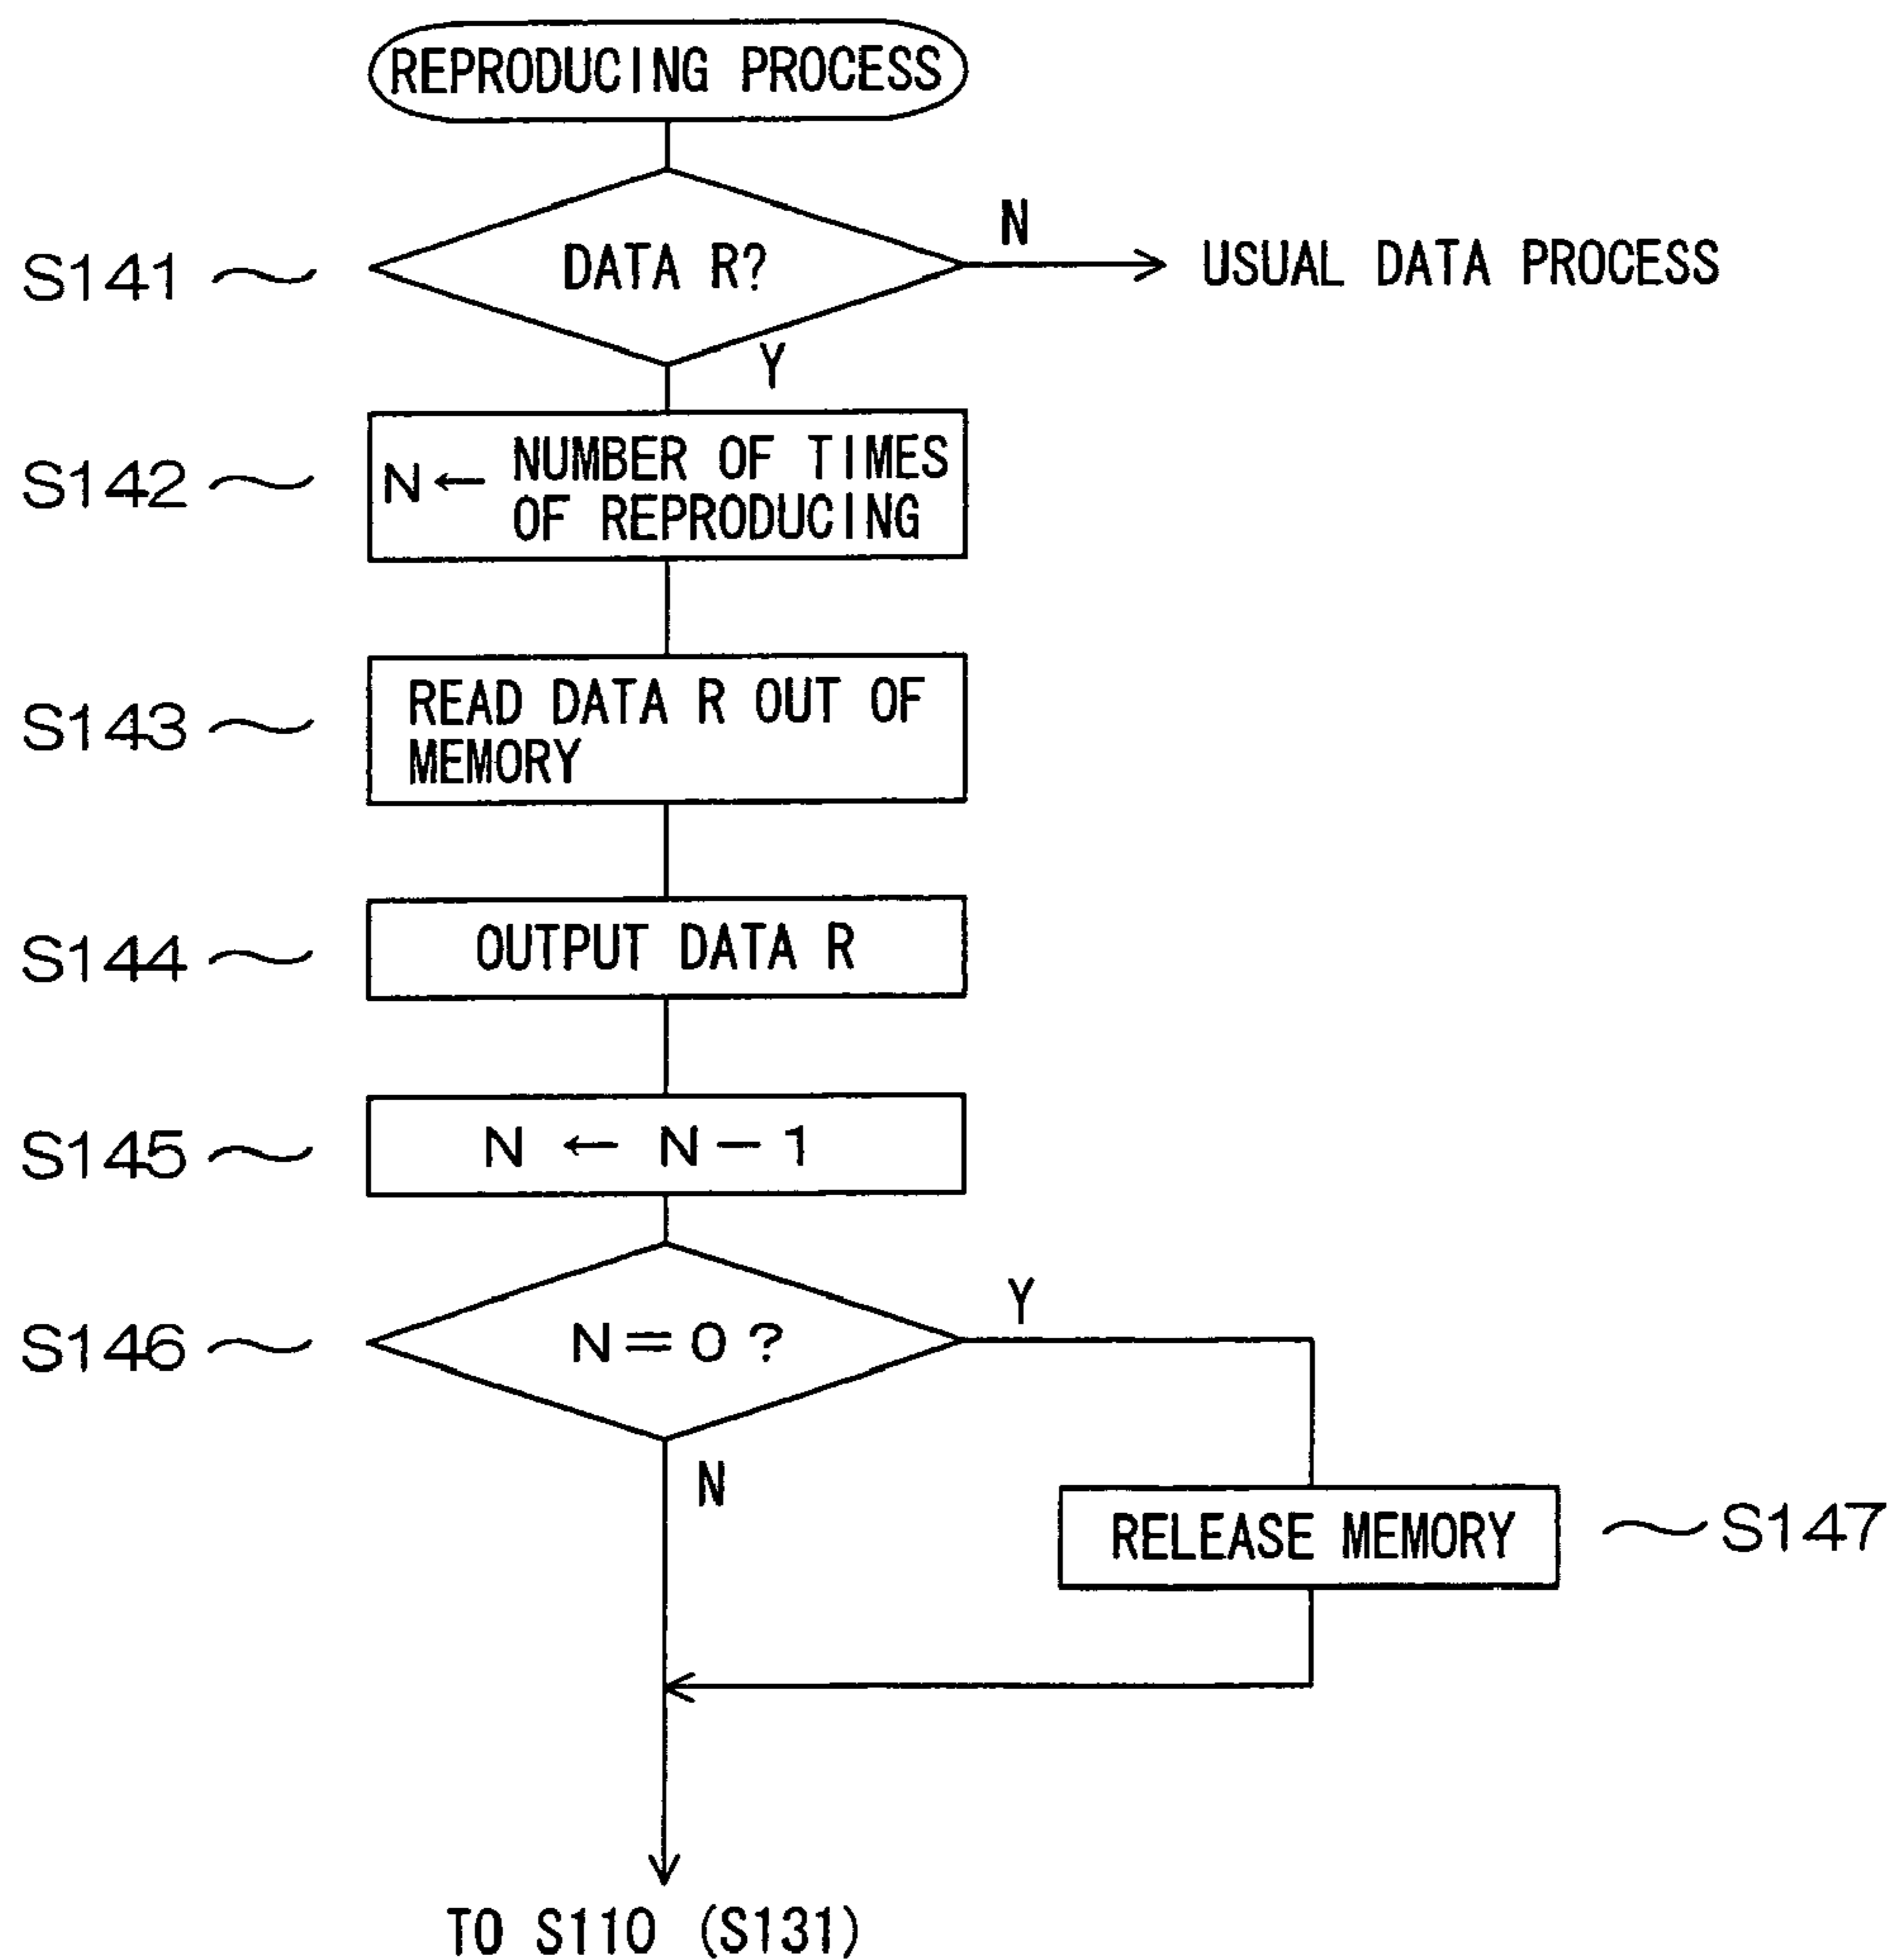 REPRODUCING PROCESS
S141
DATA R?
N
USUAL DATA PROCESS
Y
S142
N← NUMBER OF TIMES
OF REPRODUCING
S143
READ DATA R OUT OF
MEMORY
S144
OUTPUT DATA R
S145
N ← N-1
S146
N=0?
Y
N
RELEASE MEMORY
S147
TO S110 (S131)